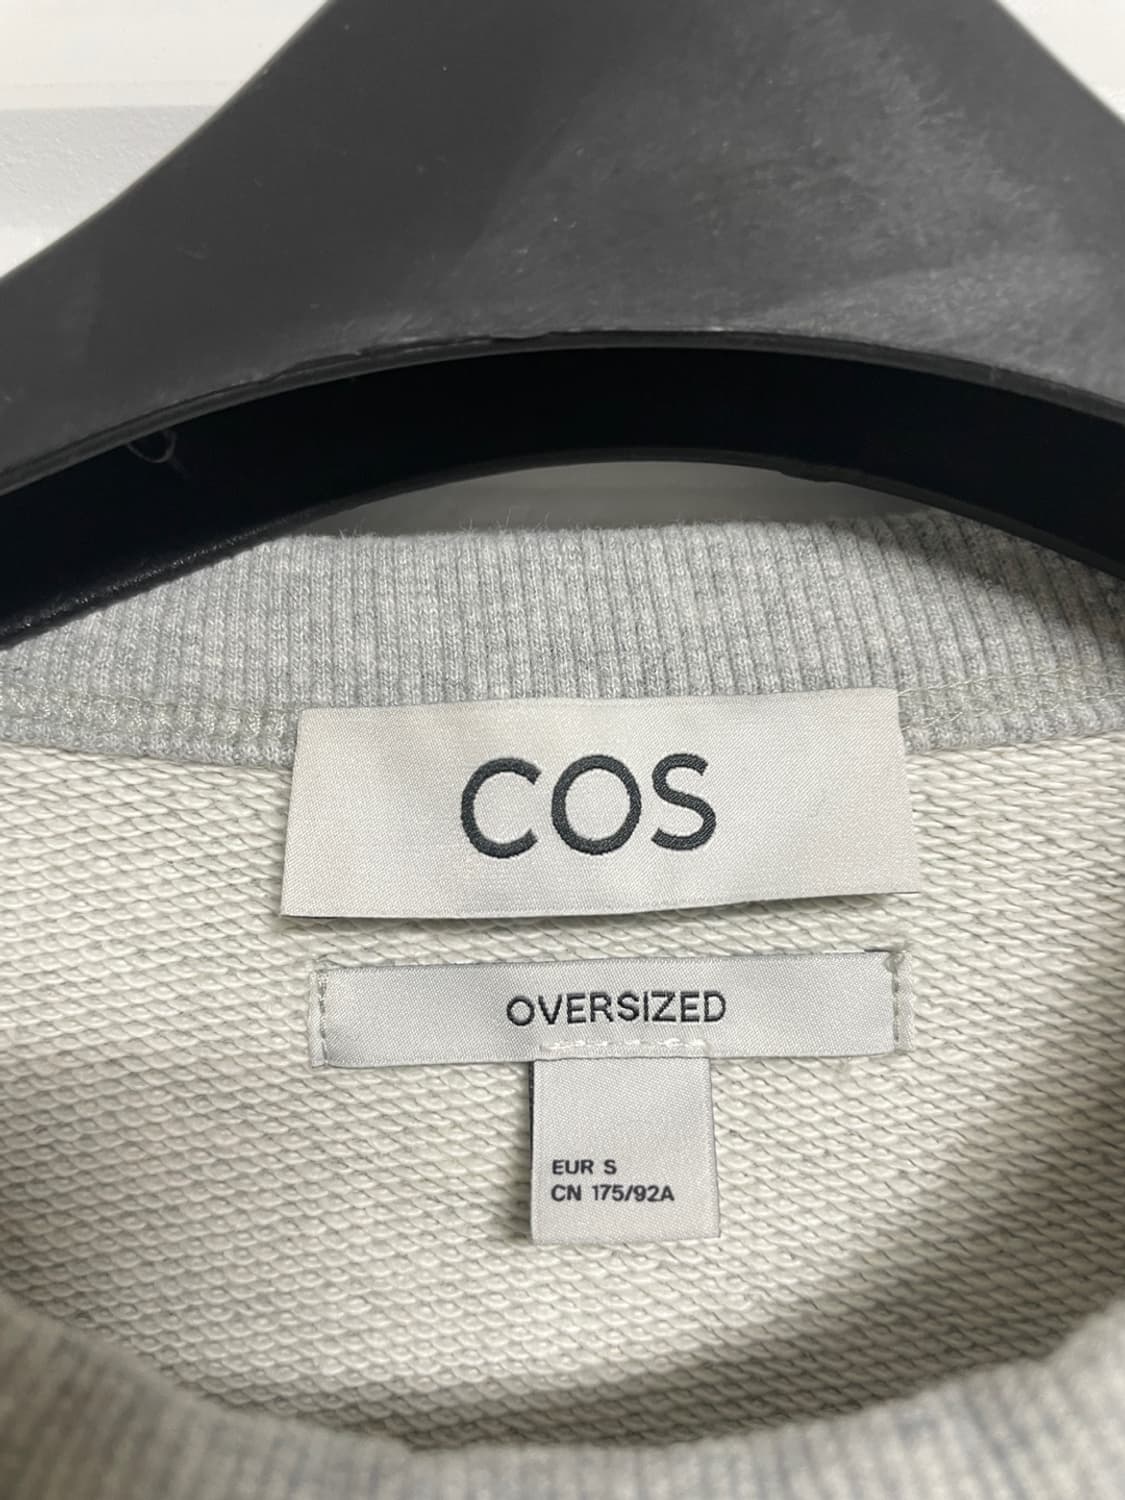 COS
OVERSIZED
EUR S
CN 175/92A